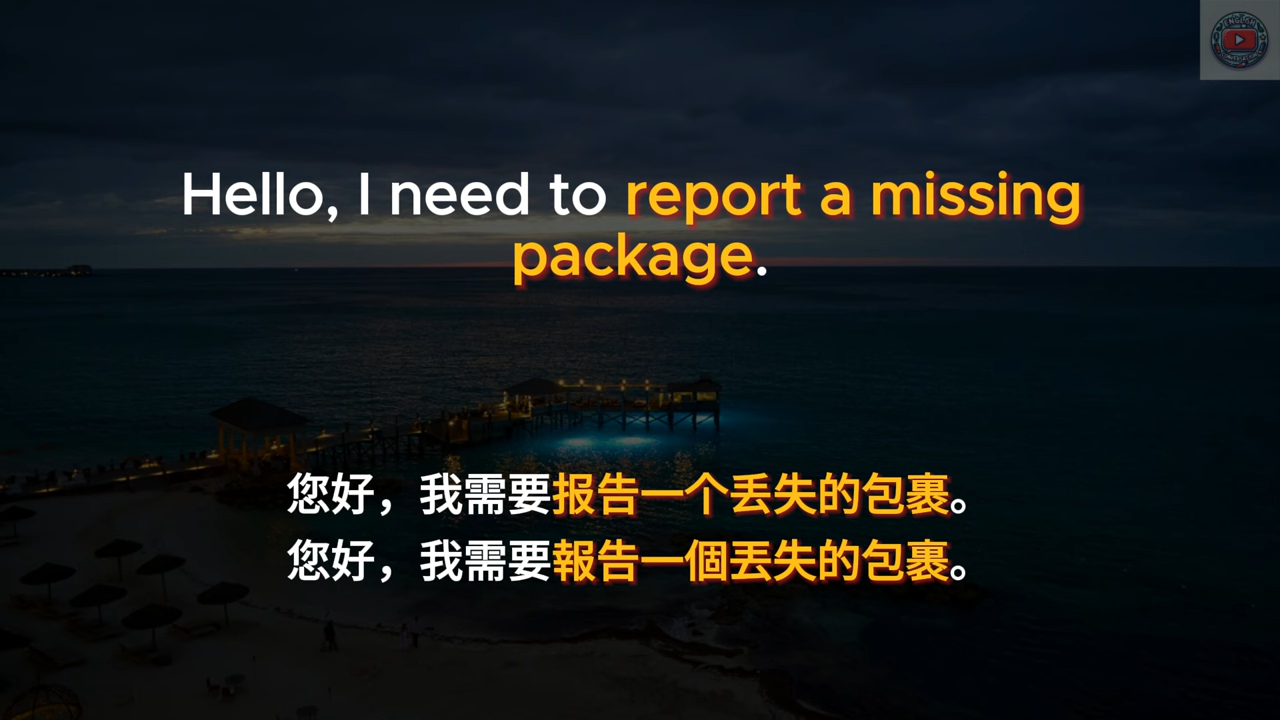 Hello, I need to report a missing
package.
您好，我需要报告一个丢失的包裹。
您好，我需要報告一個丟失的包裹。